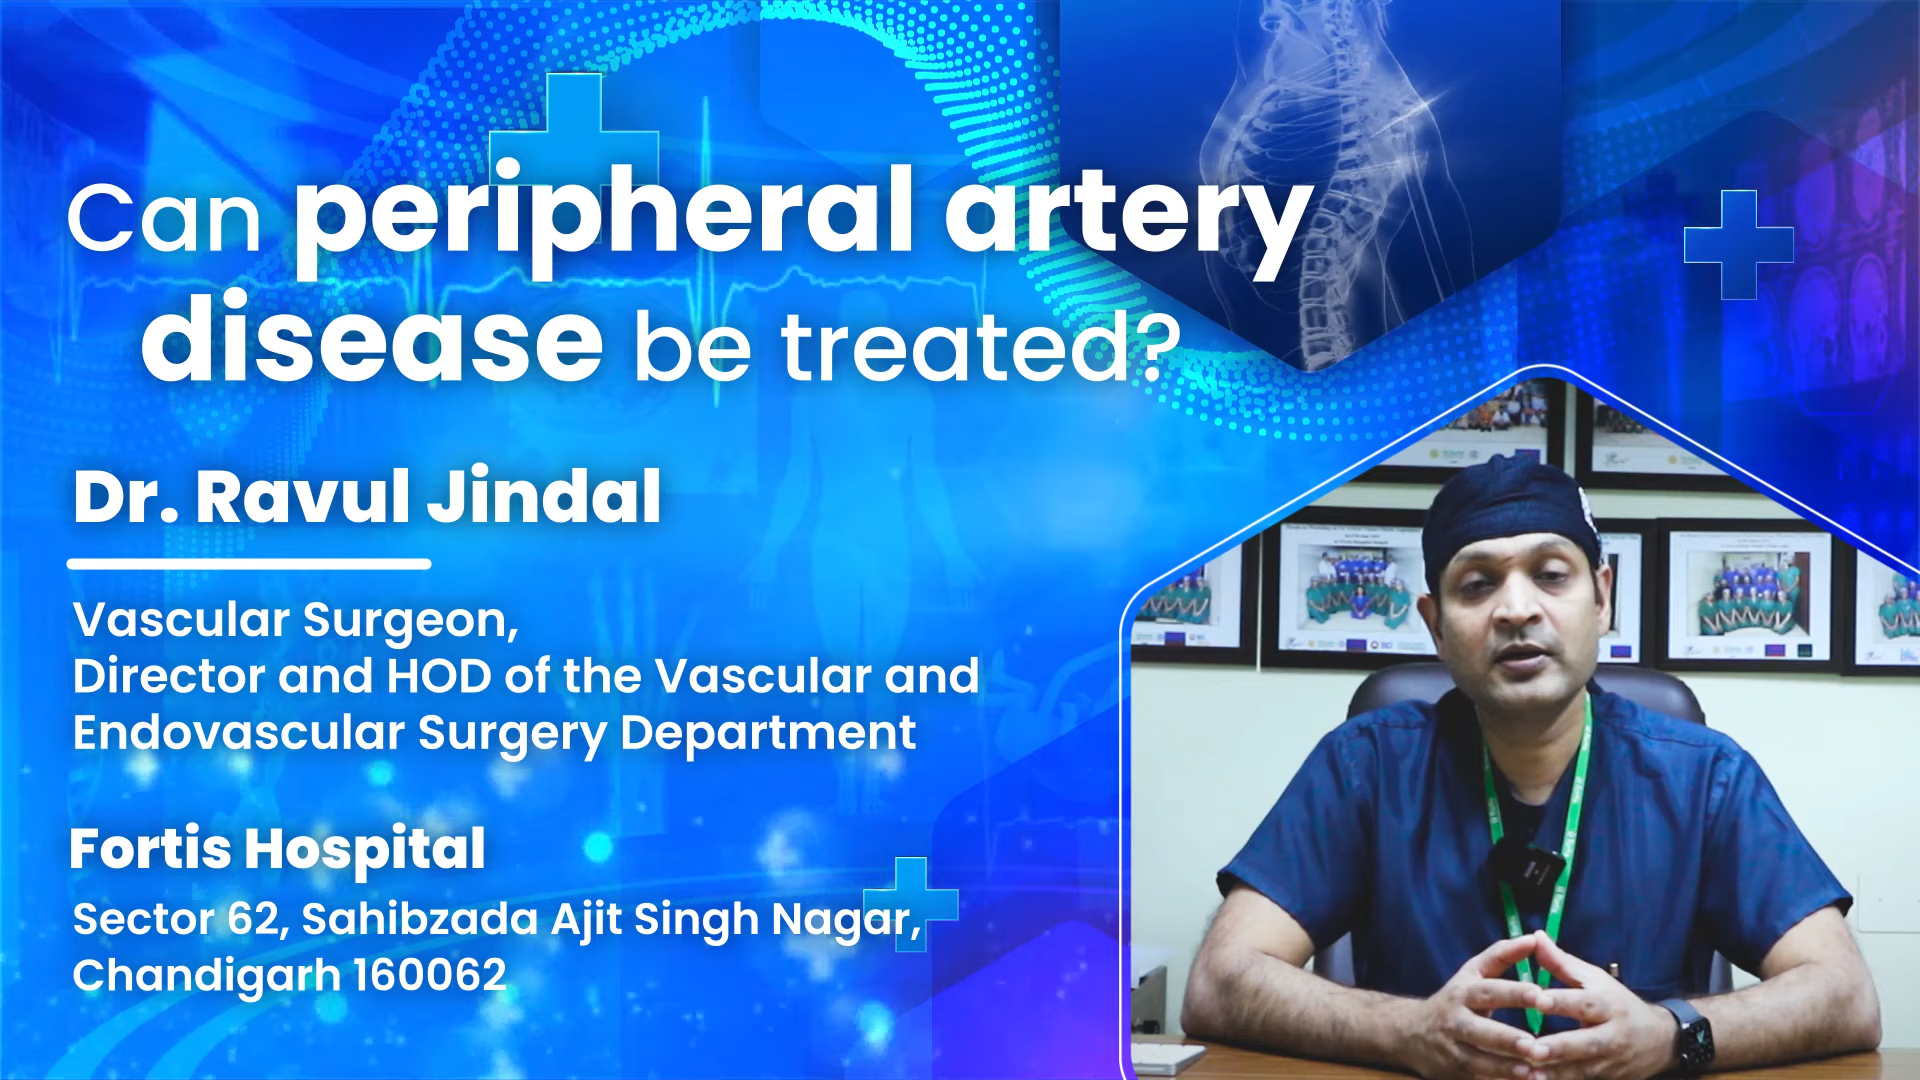 Can peripheral artery
disease be treated?
Dr. Ravul Jindal
Vascular Surgeon,
Director and HOD of the Vascular and
Endovascular Surgery Department
Fortis Hospital
Sector 62, Sahibzada Ajit Singh Nagar,
Chandigarh 160062